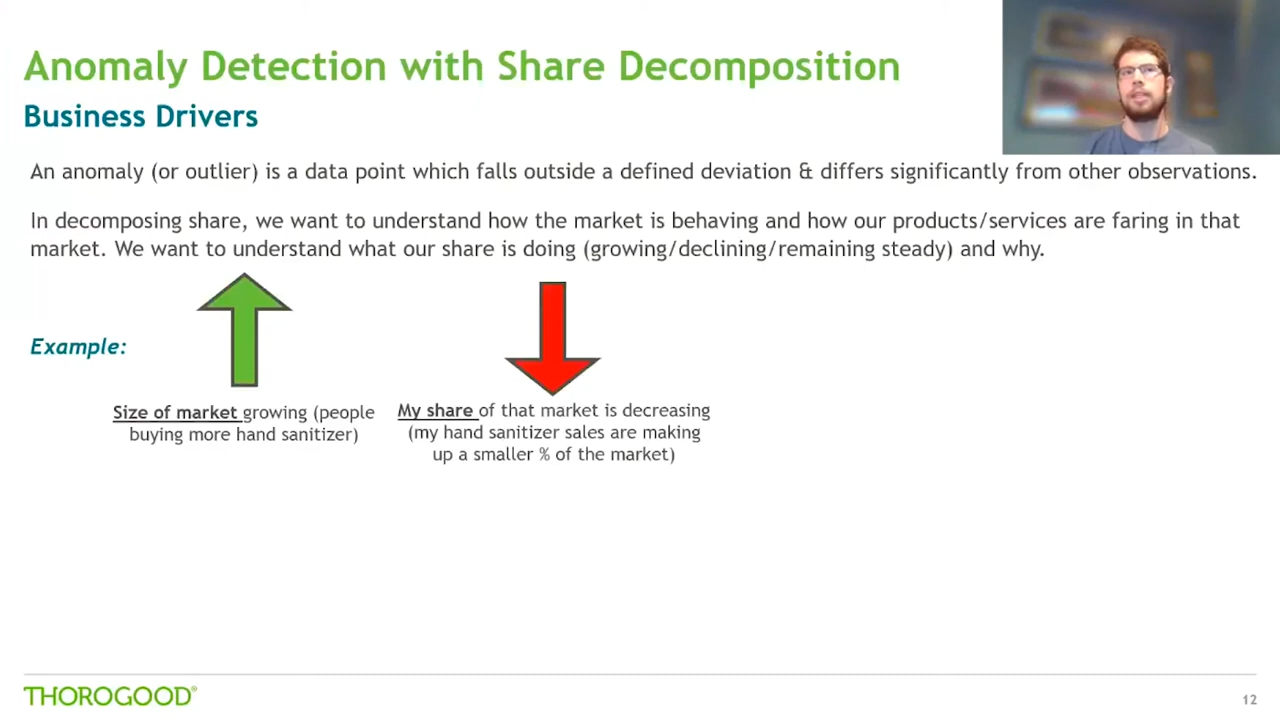 Anomaly Detection with Share Decomposition
Business Drivers
An anomaly (or outlier) is a data point which falls outside a defined deviation & differs significantly from other observations.
In decomposing share, we want to understand how the market is behaving and how our products/services are faring in that
market. We want to understand what our share is doing (growing/declining/remaining steady) and why.
Example:
Size of market growing (people
buying more hand sanitizer)
My share of that market is decreasing
(my hand sanitizer sales are making
up a smaller % of the market)
THOROGOOD®
12